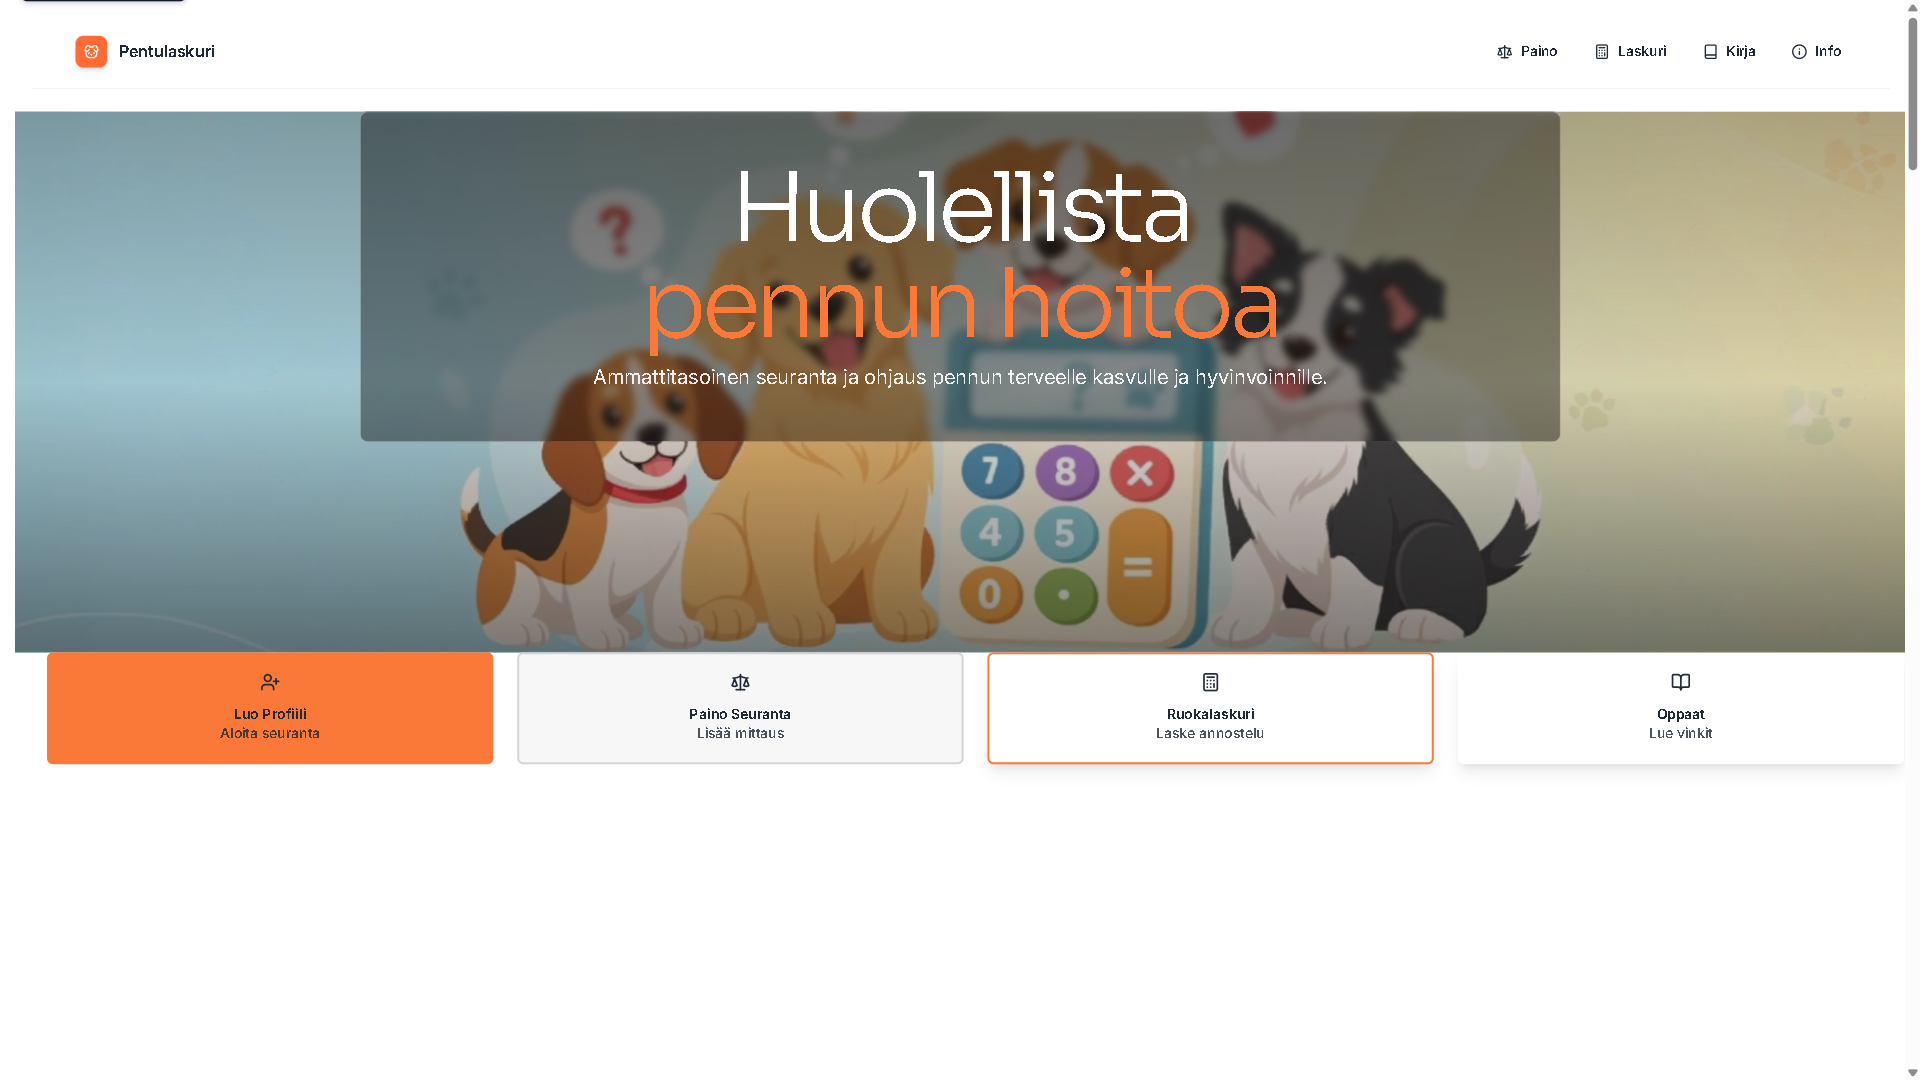 Pentulaskuri
Paino
Laskuri
Kirja
Info
Huolellista
pennun hoitoa
Ammattitasoinen seuranta ja ohjaus pennun terveelle kasvulle ja hyvinvoinnille.
?
7 8 ×
4 5
0 . =
Luo Profiili
Aloita seuranta
Paino Seuranta
Lisää mittaus
Ruokalaskuri
Laske annostelu
Oppaat
Lue vinkit